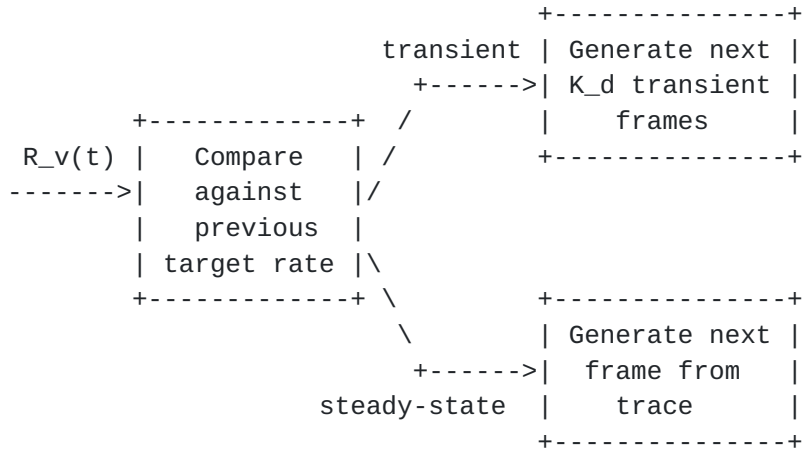 +---------------+
                       transient | Generate next |
                         +------>| K_d transient |
        +-------------+  /       |    frames     |
 R_v(t) |   Compare   | /        +---------------+
------->|   against   |/
        |   previous  |
        | target rate |\
        +-------------+ \        +---------------+
                         \       | Generate next |
                         +------>|  frame from   |
                    steady-state |     trace     |
                                 +---------------+